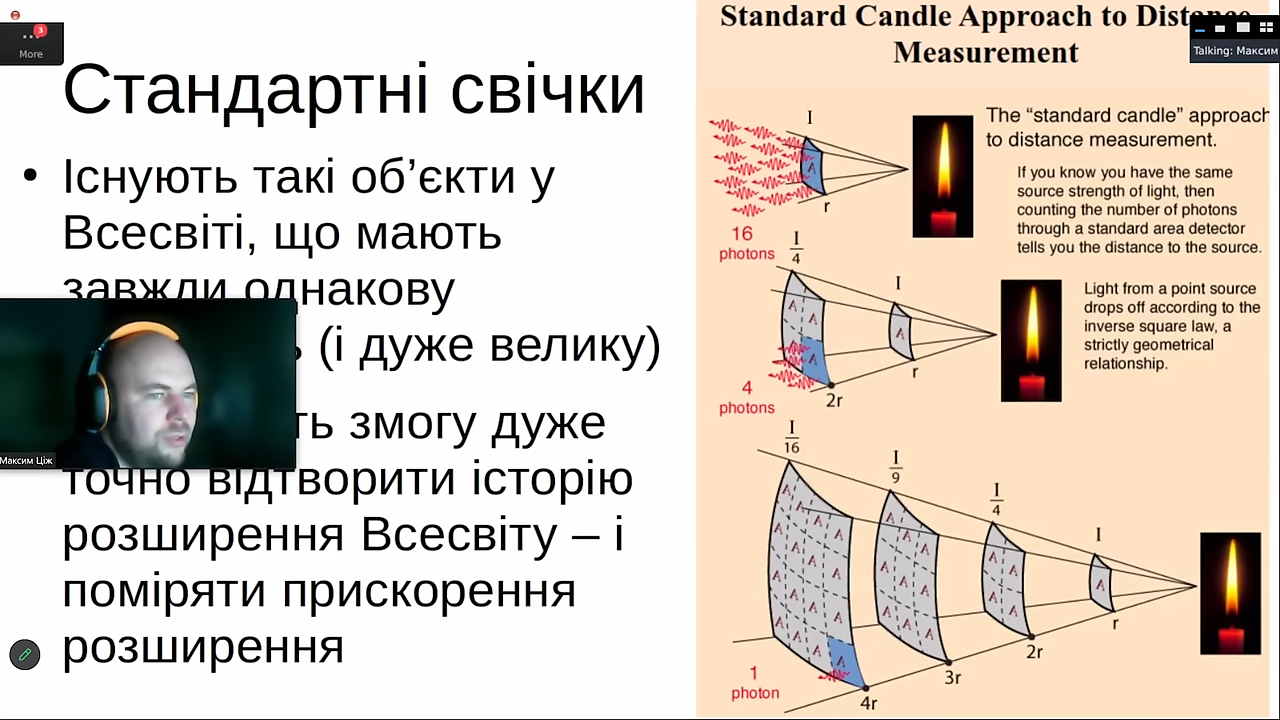 3
More
Talking: Максим
Стандартні свічки
• Існують такі об’єкти у
Всесвіті, що мають
завжди однакову
(і дуже велику)
змогу дуже
точно відтворити історію
розширення Всесвіту – і
поміряти прискорення
розширення
Максим Ціж
Standard Candle Approach to Distance
Measurement
The “standard candle” approach
to distance measurement.
If you know you have the same
source strength of light, then
counting the number of photons
through a standard area detector
tells you the distance to the source.
I
A
r
16
photons
Light from a point source
drops off according to the
inverse square law, a
strictly geometrical
relationship.
I
4
I
A A
A A
A
r
2r
4
photons
I
16
I
9
I
4
I
A A A A
A A A A
A A A A
A A A A
A A A
A A A
A A A
A A
A A
A
r
2r
3r
4r
1
photon